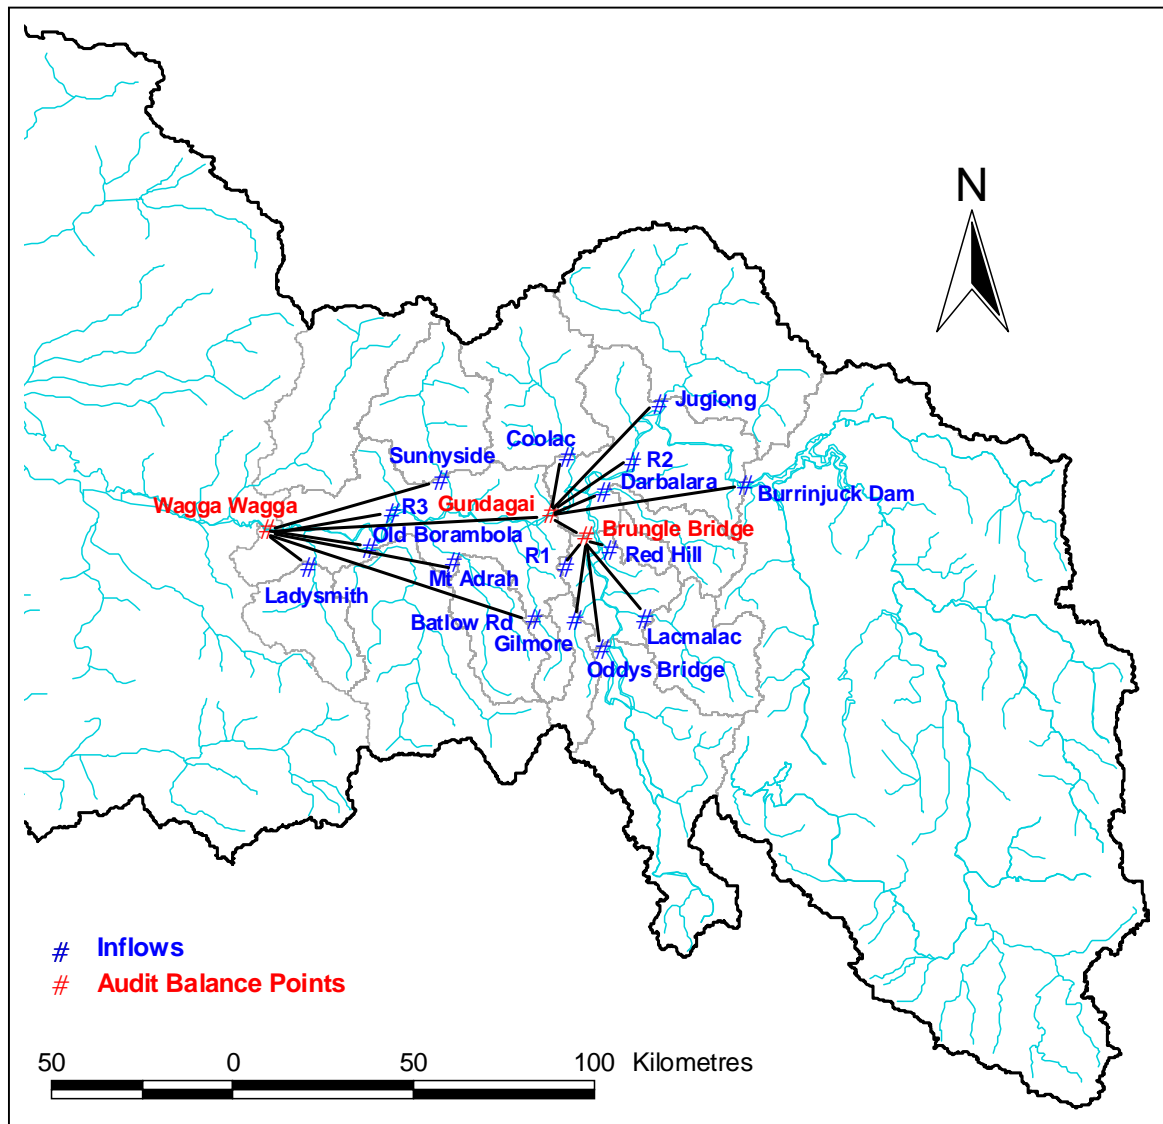 N
Jugiong
Coolac
Sunnyside
R2
Darbalara
Burrinjuck Dam
Wagga Wagga
R3
Gundagai
Old Borambola
Brungle Bridge
R1
Red Hill
Mt Adrah
Ladysmith
Batlow Rd
Gilmore
Lacmalac
Oddys Bridge
# Inflows
# Audit Balance Points
50 0 50 100 Kilometres